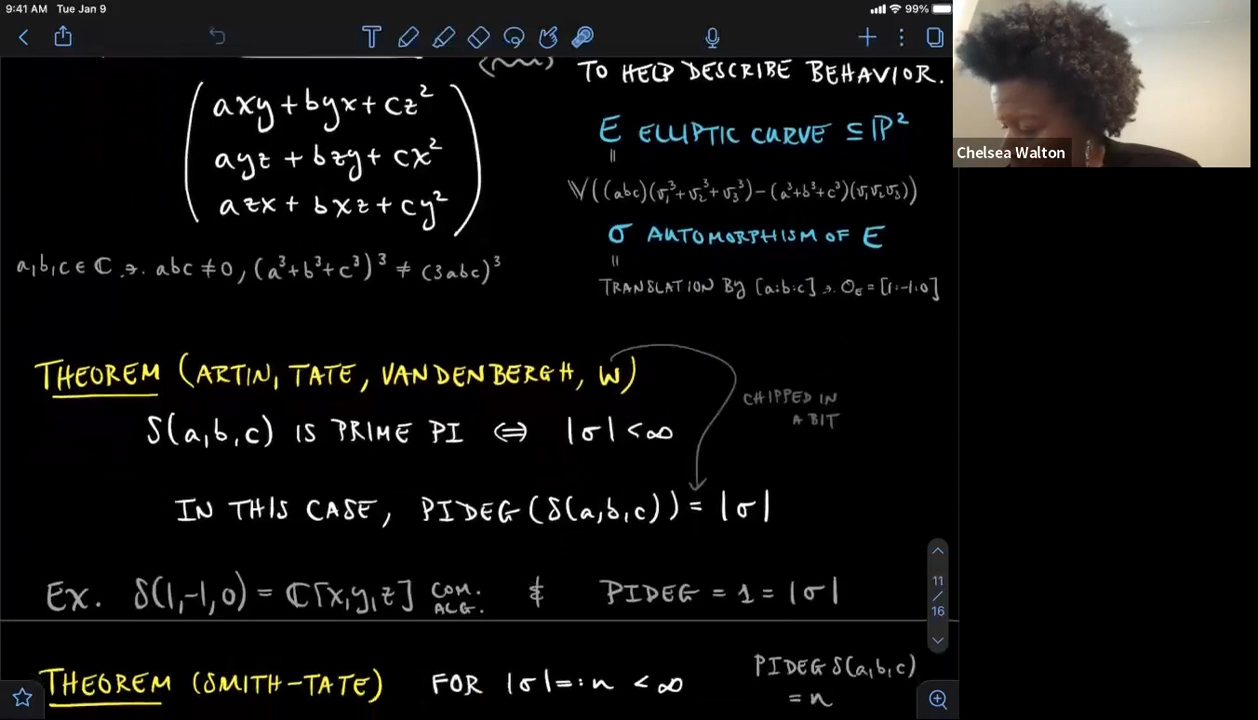 9:41 AM Tue Jan 9
99%
T
axy + byx + cz²
ayz + bzy + cx²
azx + bxz + cy²
a,b,c ∈ ℂ ∋. abc ≠ 0, (a³+b³+c³)³ ≠ (3abc)³
TO HELP DESCRIBE BEHAVIOR.
E ELLIPTIC CURVE ⊆ ℙ²
=
𝕍((abc)(v₁³+v₂³+v₃³)-(a³+b³+c³)(v₁v₂v₃))
σ AUTOMORPHISM OF E
=
TRANSLATION BY [a:b:c] ∋. O_E = [1:-1:0]
Chelsea Walton
THEOREM (ARTIN, TATE, VANDENBERGH, W)
CHIPPED IN
A BIT
S(a,b,c) IS PRIME PI ⇔ |σ| < ∞
IN THIS CASE, PIDEG(S(a,b,c)) = |σ|
EX. S(1,-1,0) = ℂ[x,y,z] COM. ALG. & PIDEG = 1 = |σ|
11
/
16
THEOREM (SMITH-TATE) FOR |σ| =: n < ∞
PIDEG S(a,b,c)
= n